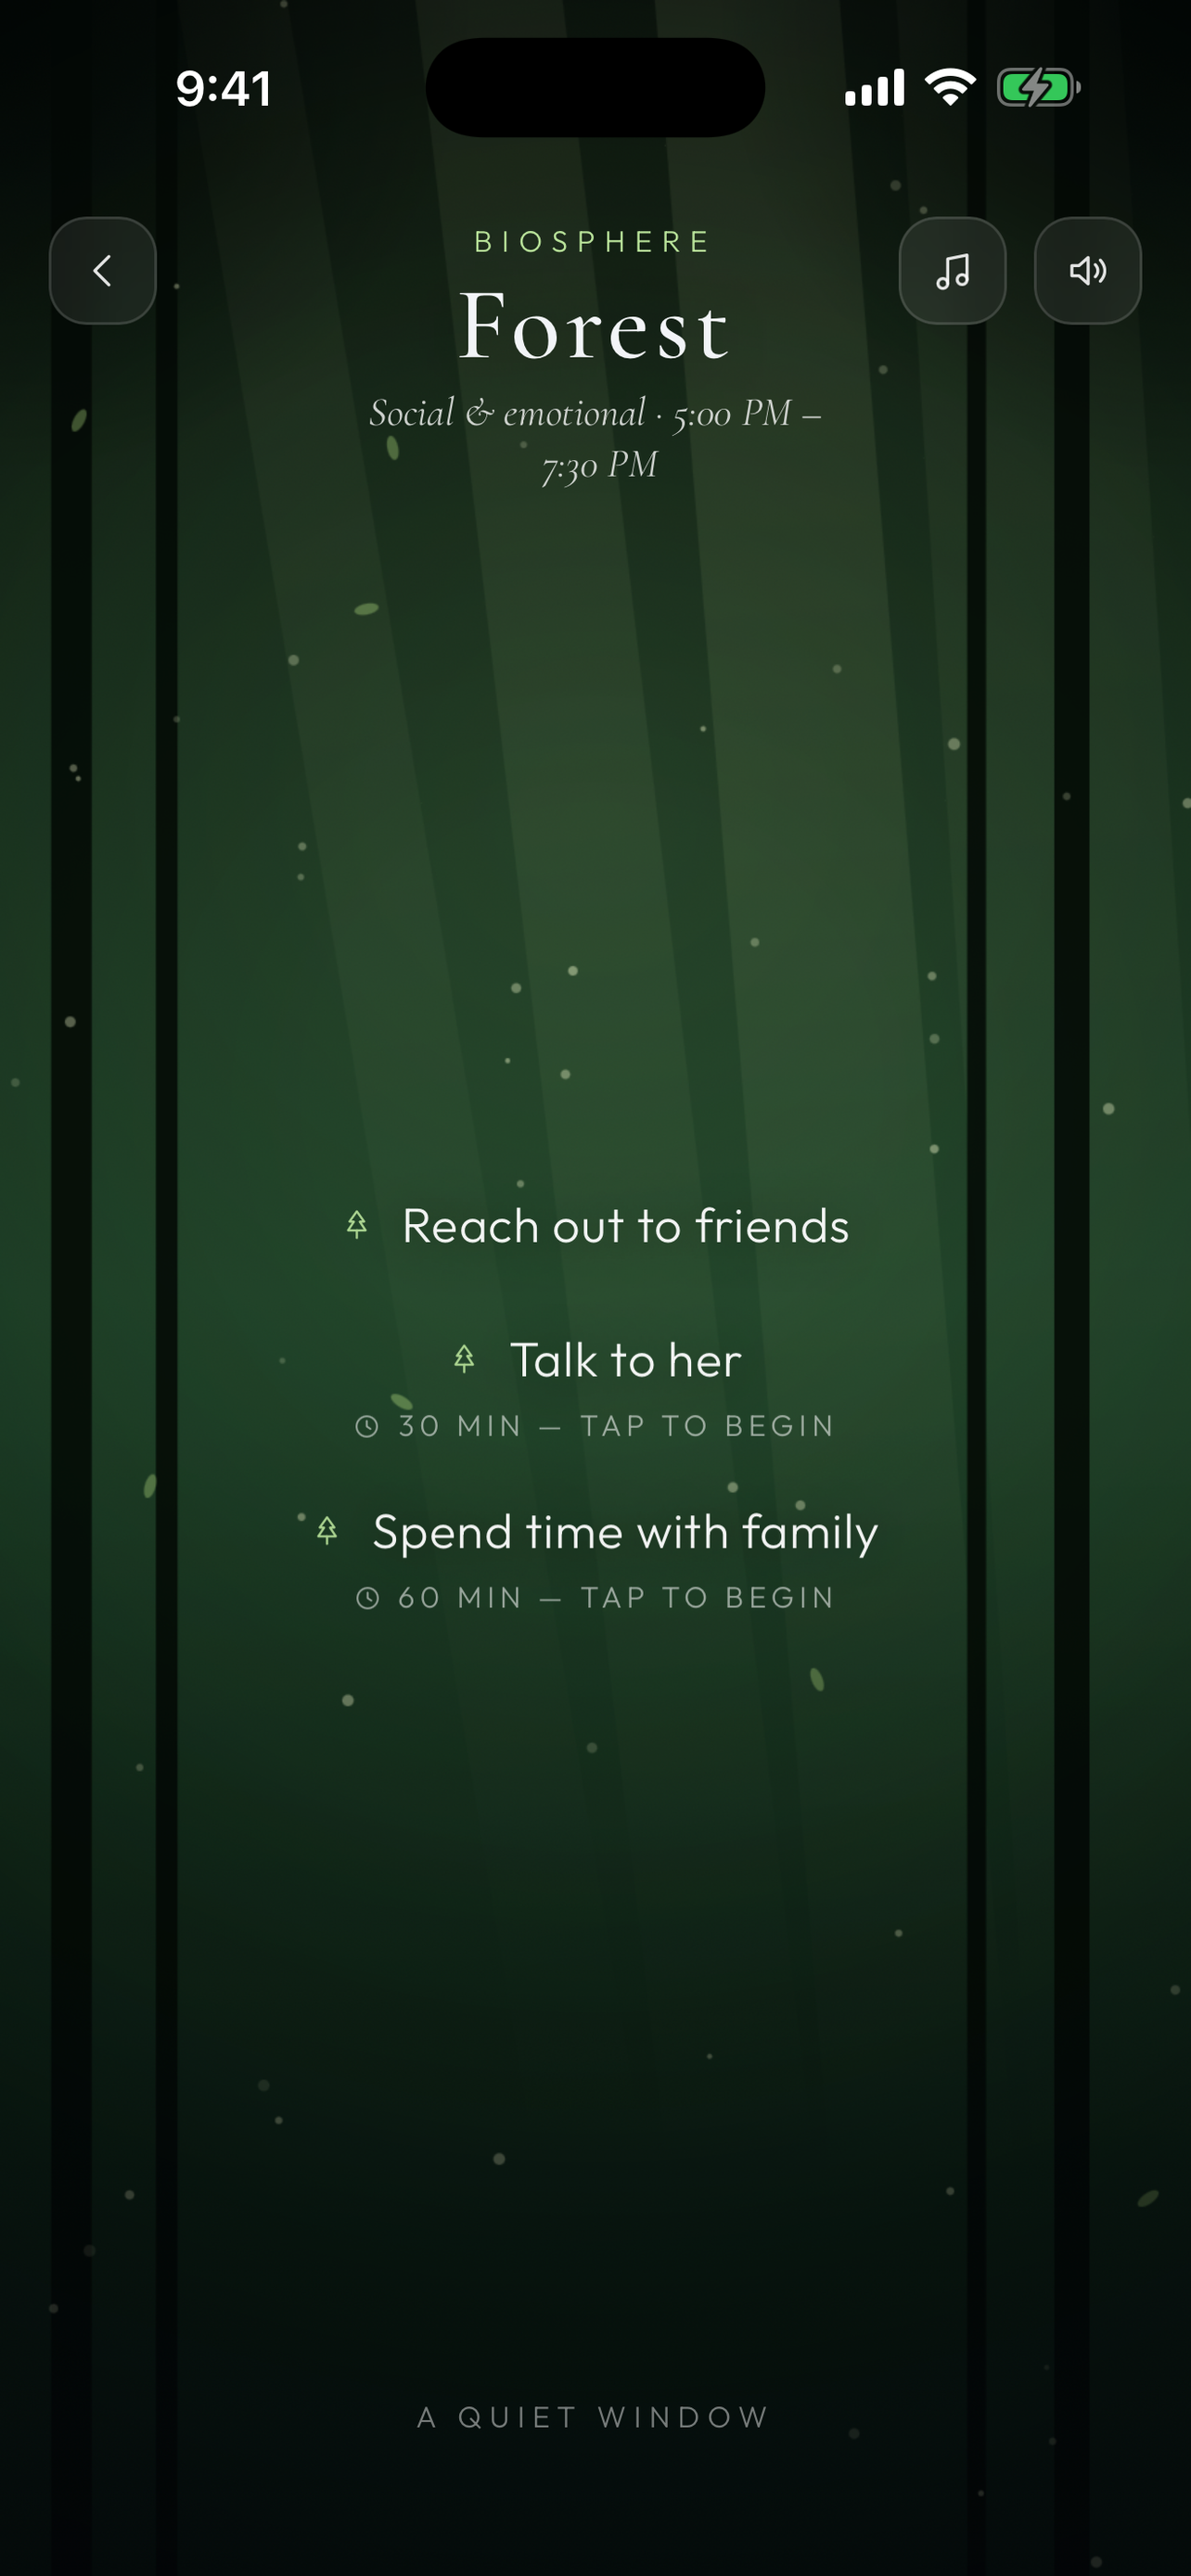 9:41
BIOSPHERE
Forest
Social & emotional · 5:00 PM –
7:30 PM
Reach out to friends
Talk to her
30 MIN — TAP TO BEGIN
Spend time with family
60 MIN — TAP TO BEGIN
A QUIET WINDOW